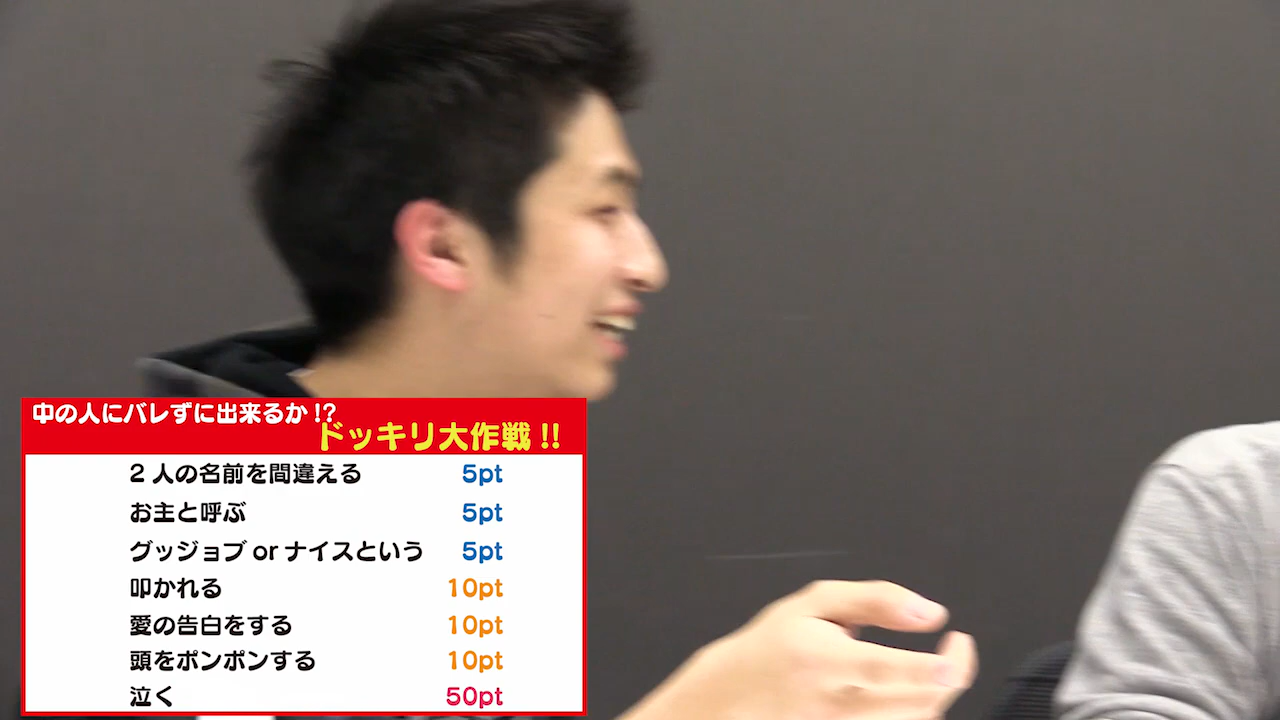 中の人にバレずに出来るか!?
ドッキリ大作戦!!
2人の名前を間違える 5pt
お主と呼ぶ 5pt
グッジョブorナイスという 5pt
叩かれる 10pt
愛の告白をする 10pt
頭をポンポンする 10pt
泣く 50pt